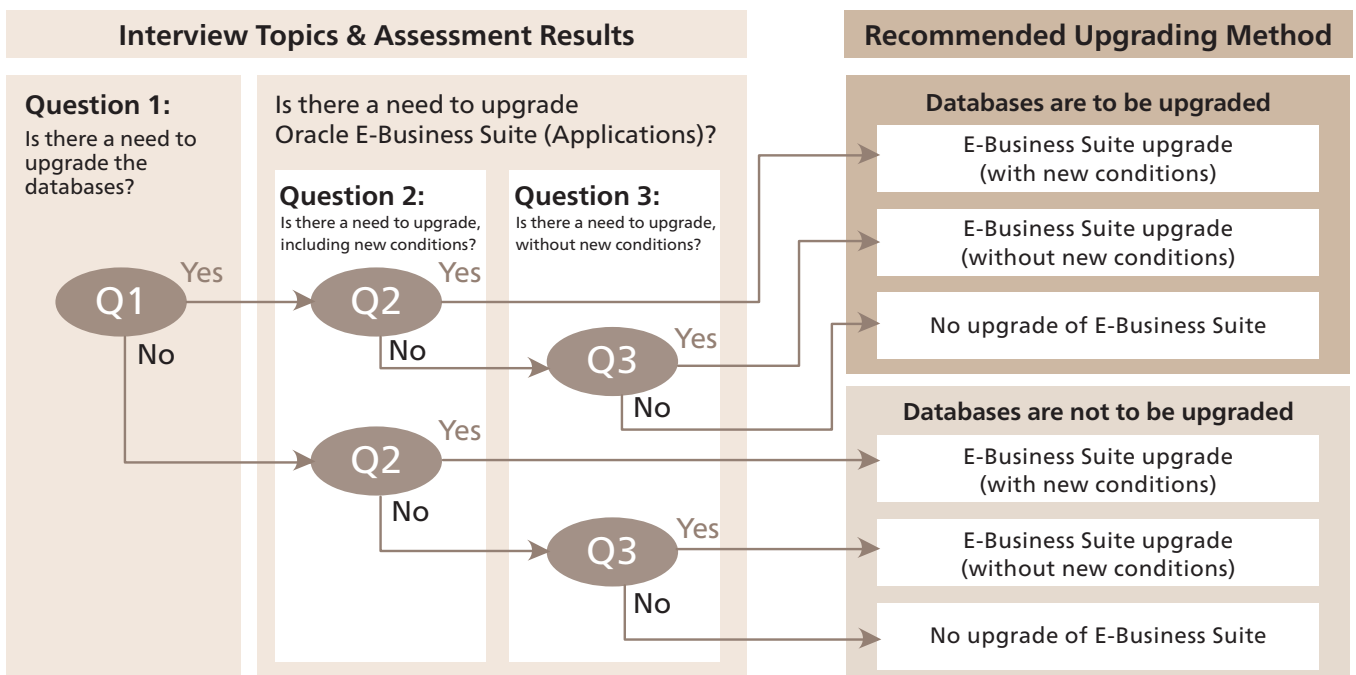 Interview Topics & Assessment Results
Recommended Upgrading Method
Question 1:
Is there a need to
upgrade the
databases?
Is there a need to upgrade
Oracle E-Business Suite (Applications)?
Question 2:
Is there a need to upgrade,
including new conditions?
Question 3:
Is there a need to upgrade,
without new conditions?
Q1
Yes
No
Q2
Yes
No
Q3
Yes
No
Q2
Yes
No
Q3
Yes
No
Databases are to be upgraded
E-Business Suite upgrade
(with new conditions)
E-Business Suite upgrade
(without new conditions)
No upgrade of E-Business Suite
Databases are not to be upgraded
E-Business Suite upgrade
(with new conditions)
E-Business Suite upgrade
(without new conditions)
No upgrade of E-Business Suite